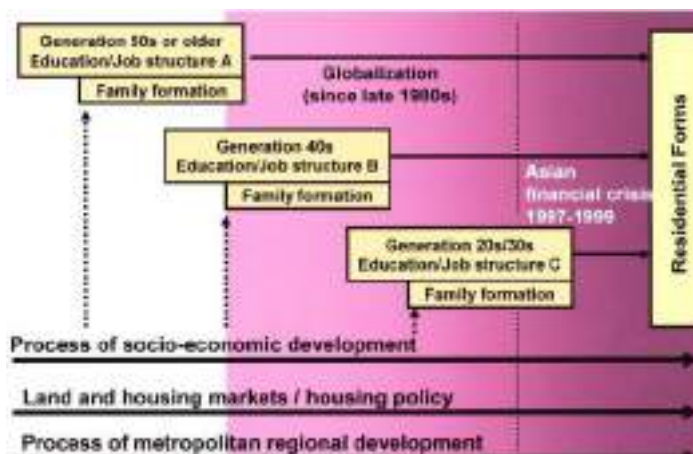 Generation 50s or older
Education/Job structure A
Family formation
Globalization
(since late 1980s)
Generation 40s
Education/Job structure B
Family formation
Asian
financial crisis
1997-1999
Generation 20s/30s
Education/Job structure C
Family formation
Residential Forms
Process of socio-economic development
Land and housing markets / housing policy
Process of metropolitan regional development